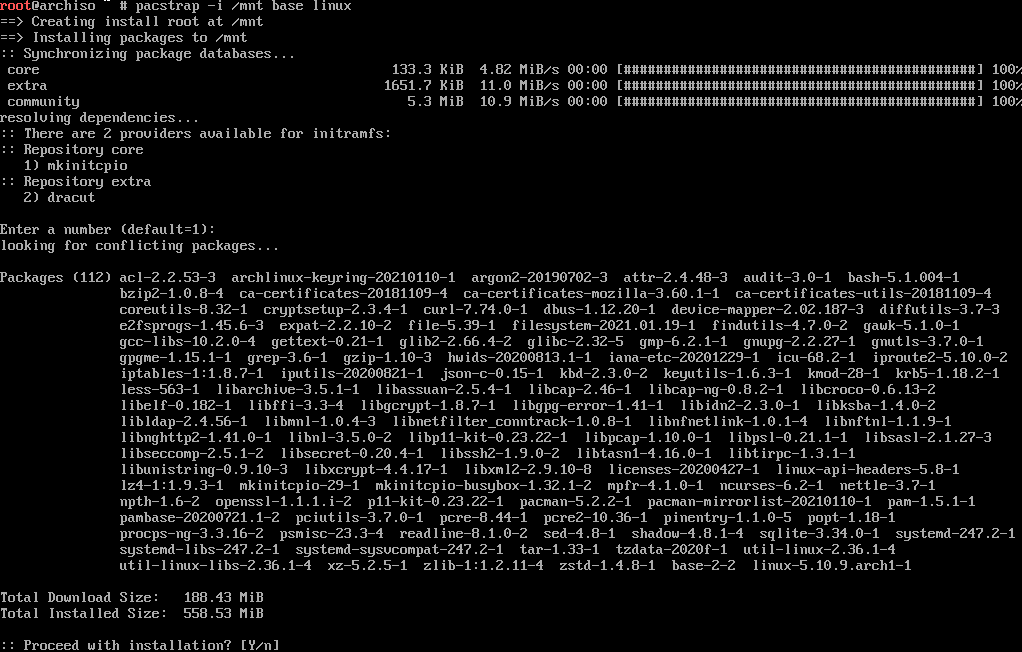 root@archiso ~ # pacstrap -i /mnt base linux
==> Creating install root at /mnt
==> Installing packages to /mnt
:: Synchronizing package databases...
 core                                            133.3 KiB  4.82 MiB/s 00:00 [############################################] 100%
 extra                                          1651.7 KiB  11.0 MiB/s 00:00 [############################################] 100%
 community                                         5.3 MiB  10.9 MiB/s 00:00 [############################################] 100%
resolving dependencies...
:: There are 2 providers available for initramfs:
:: Repository core
   1) mkinitcpio
:: Repository extra
   2) dracut

Enter a number (default=1):
looking for conflicting packages...

Packages (112) acl-2.2.53-3  archlinux-keyring-20210110-1  argon2-20190702-3  attr-2.4.48-3  audit-3.0-1  bash-5.1.004-1
               bzip2-1.0.8-4  ca-certificates-20181109-4  ca-certificates-mozilla-3.60.1-1  ca-certificates-utils-20181109-4
               coreutils-8.32-1  cryptsetup-2.3.4-1  curl-7.74.0-1  dbus-1.12.20-1  device-mapper-2.02.187-3  diffutils-3.7-3
               e2fsprogs-1.45.6-3  expat-2.2.10-2  file-5.39-1  filesystem-2021.01.19-1  findutils-4.7.0-2  gawk-5.1.0-1
               gcc-libs-10.2.0-4  gettext-0.21-1  glib2-2.66.4-2  glibc-2.32-5  gmp-6.2.1-1  gnupg-2.2.27-1  gnutls-3.7.0-1
               gpgme-1.15.1-1  grep-3.6-1  gzip-1.10-3  hwids-20200813.1-1  iana-etc-20201229-1  icu-68.2-1  iproute2-5.10.0-2
               iptables-1:1.8.7-1  iputils-20200821-1  json-c-0.15-1  kbd-2.3.0-2  keyutils-1.6.3-1  kmod-28-1  krb5-1.18.2-1
               less-563-1  libarchive-3.5.1-1  libassuan-2.5.4-1  libcap-2.46-1  libcap-ng-0.8.2-1  libcroco-0.6.13-2
               libelf-0.182-1  libffi-3.3-4  libgcrypt-1.8.7-1  libgpg-error-1.41-1  libidn2-2.3.0-1  libksba-1.4.0-2
               libldap-2.4.56-1  libmnl-1.0.4-3  libnetfilter_conntrack-1.0.8-1  libnfnetlink-1.0.1-4  libnftnl-1.1.9-1
               libnghttp2-1.41.0-1  libnl-3.5.0-2  libp11-kit-0.23.22-1  libpcap-1.10.0-1  libpsl-0.21.1-1  libsasl-2.1.27-3
               libseccomp-2.5.1-2  libsecret-0.20.4-1  libssh2-1.9.0-2  libtasn1-4.16.0-1  libtirpc-1.3.1-1
               libunistring-0.9.10-3  libxcrypt-4.4.17-1  libxml2-2.9.10-8  licenses-20200427-1  linux-api-headers-5.8-1
               lz4-1:1.9.3-1  mkinitcpio-29-1  mkinitcpio-busybox-1.32.1-2  mpfr-4.1.0-1  ncurses-6.2-1  nettle-3.7-1
               npth-1.6-2  openssl-1.1.1.i-2  p11-kit-0.23.22-1  pacman-5.2.2-1  pacman-mirrorlist-20210110-1  pam-1.5.1-1
               pambase-20200721.1-2  pciutils-3.7.0-1  pcre-8.44-1  pcre2-10.36-1  pinentry-1.1.0-5  popt-1.18-1
               procps-ng-3.3.16-2  psmisc-23.3-4  readline-8.1.0-2  sed-4.8-1  shadow-4.8.1-4  sqlite-3.34.0-1  systemd-247.2-1
               systemd-libs-247.2-1  systemd-sysvcompat-247.2-1  tar-1.33-1  tzdata-2020f-1  util-linux-2.36.1-4
               util-linux-libs-2.36.1-4  xz-5.2.5-1  zlib-1:1.2.11-4  zstd-1.4.8-1  base-2-2  linux-5.10.9.arch1-1

Total Download Size:   188.43 MiB
Total Installed Size:  558.53 MiB

:: Proceed with installation? [Y/n]